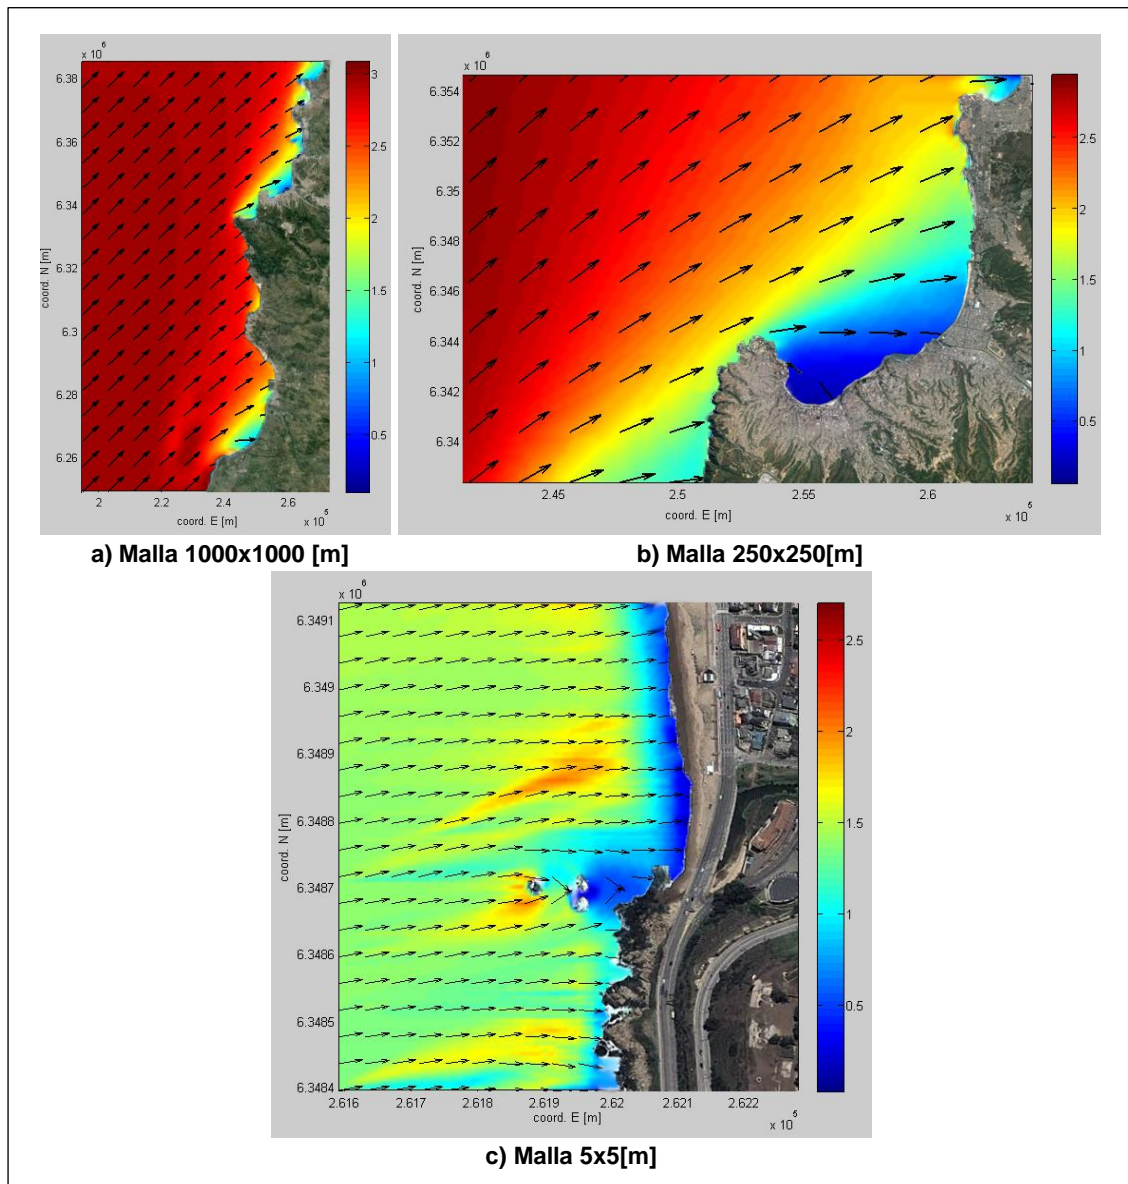 x 10 6
6.38
6.36
6.34
6.32
6.3
6.28
6.26
coord. N [m]
2 2.2 2.4 2.6
x 10 5
coord. E [m]
3
2.5
2
1.5
1
0.5
a) Malla 1000x1000 [m]
x 10 6
6.354
6.352
6.35
6.348
6.346
6.344
6.342
6.34
coord. N [m]
2.45 2.5 2.55 2.6
coord. E [m]
x 10 5
2.5
2
1.5
1
0.5
b) Malla 250x250[m]
x 10 6
6.3491
6.349
6.3489
6.3488
6.3487
6.3486
6.3485
6.3484
coord. N [m]
2.616 2.617 2.618 2.619 2.62 2.621 2.622
coord. E [m]
x 10 5
2.5
2
1.5
1
0.5
c) Malla 5x5[m]